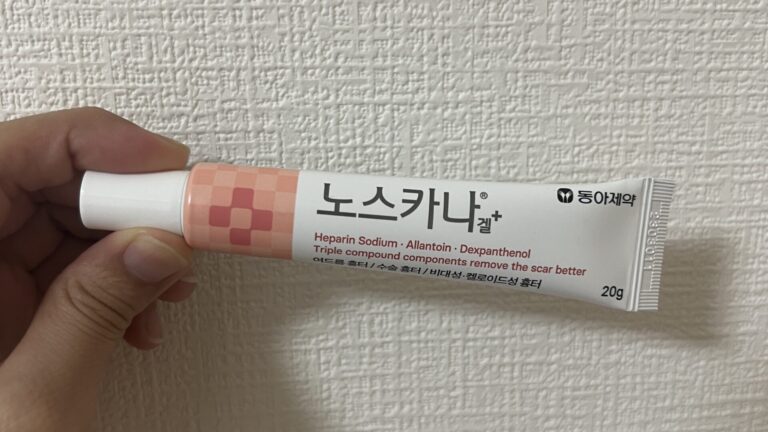 동아제약
노스카나® 겔+
Heparin Sodium · Allantoin · Dexpanthenol
Triple compound components remove the scar better
여드름 흉터 / 수술 흉터 / 비대성·켈로이드성 흉터
20g